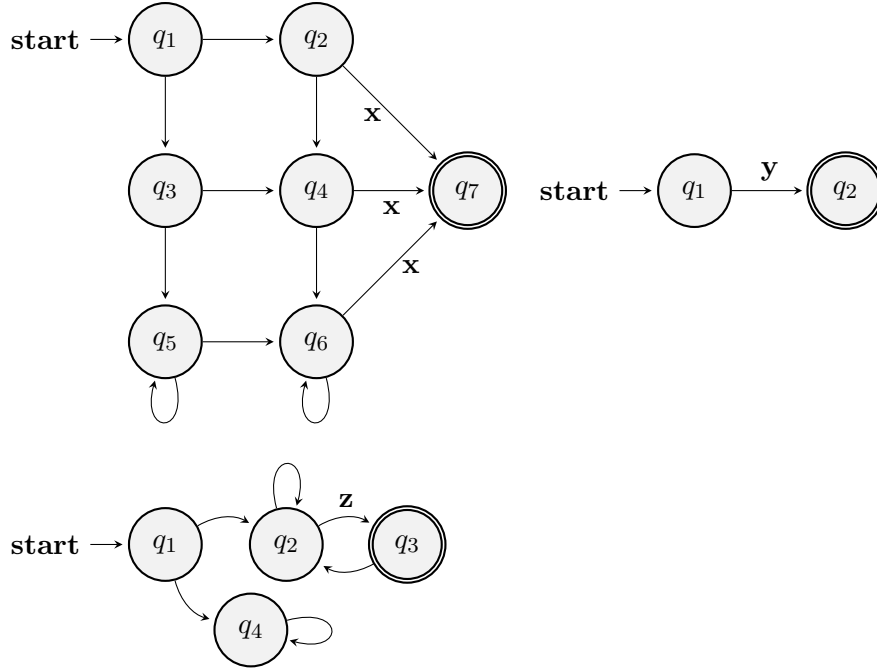 start q1 q2
x
q3 q4 x q7
x
q5 q6
start q1 y q2
start q1 q2 z q3
q4